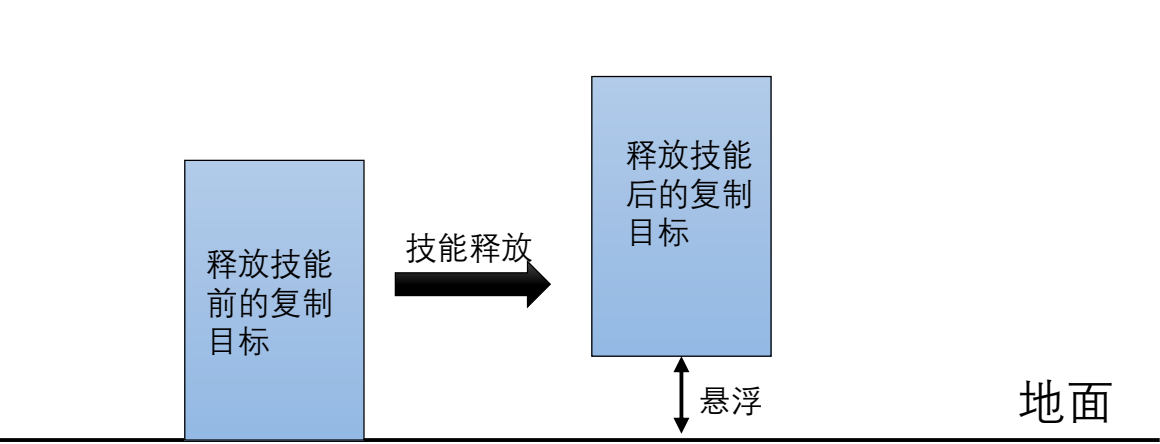 释放技能
前的复制
目标
技能释放
释放技能
后的复制
目标
悬浮
地面